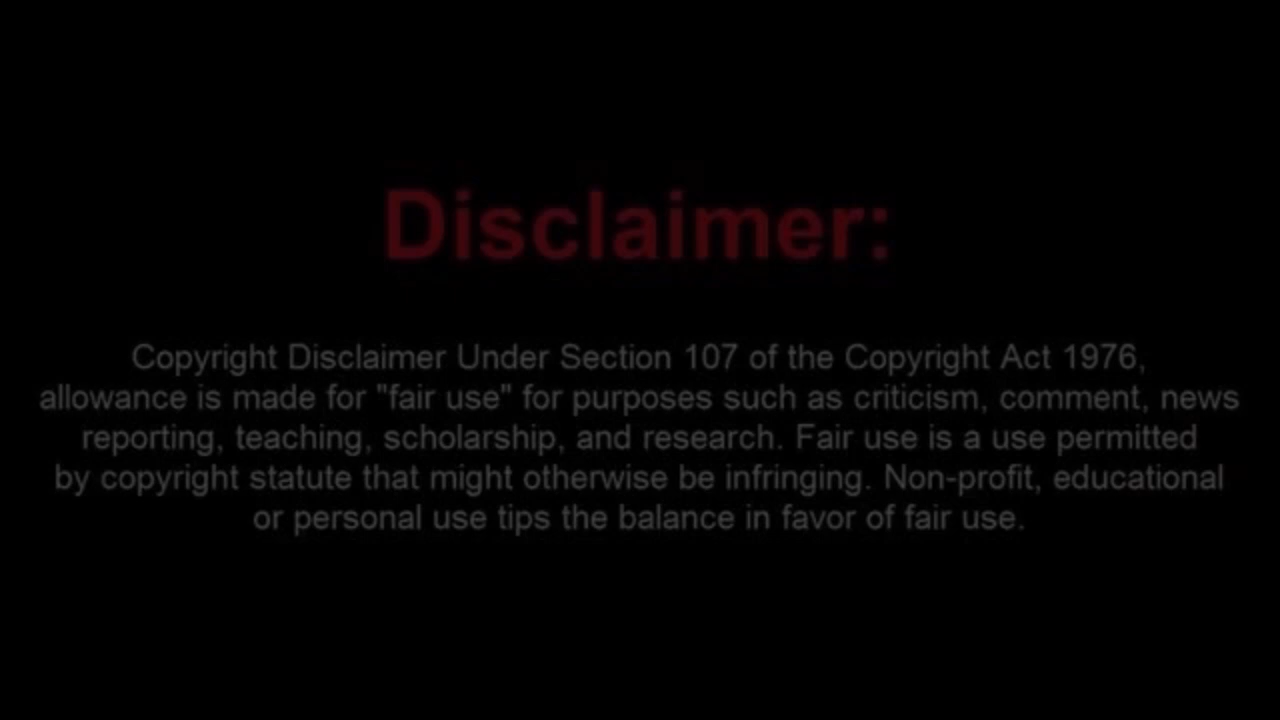 Disclaimer:
Copyright Disclaimer Under Section 107 of the Copyright Act 1976,
allowance is made for "fair use" for purposes such as criticism, comment, news
reporting, teaching, scholarship, and research. Fair use is a use permitted
by copyright statute that might otherwise be infringing. Non-profit, educational
or personal use tips the balance in favor of fair use.